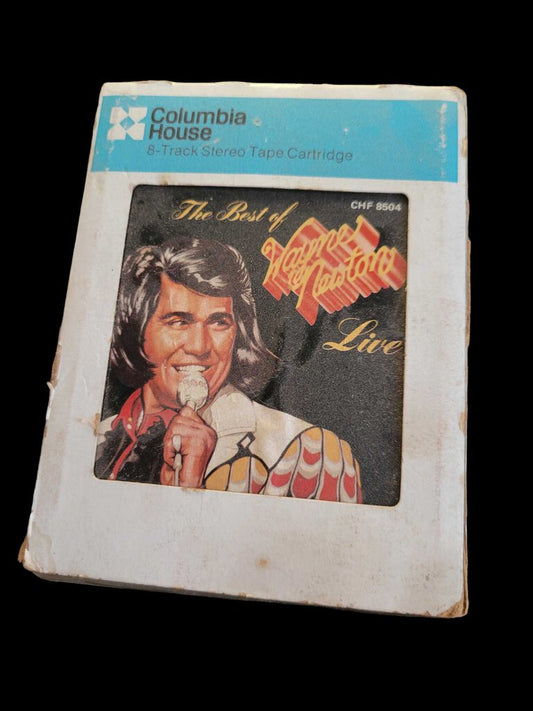 Columbia
House
8-Track Stereo Tape Cartridge
CHF 8504
The Best of
Wayne
Newton
Live